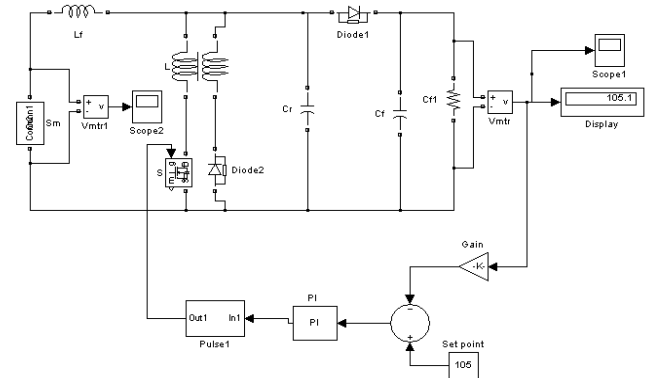 Lf
Diode1
Scope1
L
Cr
Cf
Cf1
+
-
v
Vmtr
105.1
Display
Sm
+
-
v
Vmtr1
Scope2
S
g
m
Diode2
Gain
-K-
Out1
In1
Pulse1
PI
PI
−
+
Set point
105